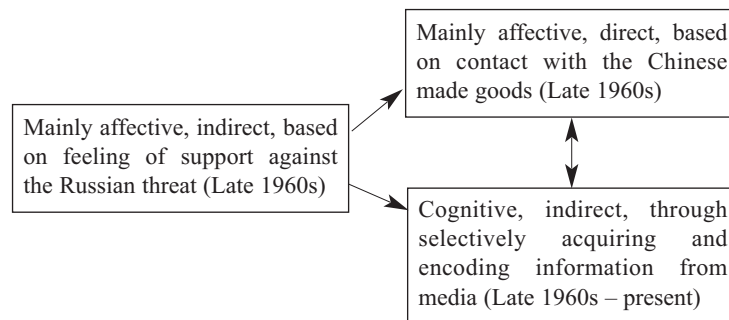 Mainly affective, direct, based
on contact with the Chinese
made goods (Late 1960s)
Mainly affective, indirect, based
on feeling of support against
the Russian threat (Late 1960s)
Cognitive, indirect, through
selectively acquiring and
encoding information from
media (Late 1960s – present)